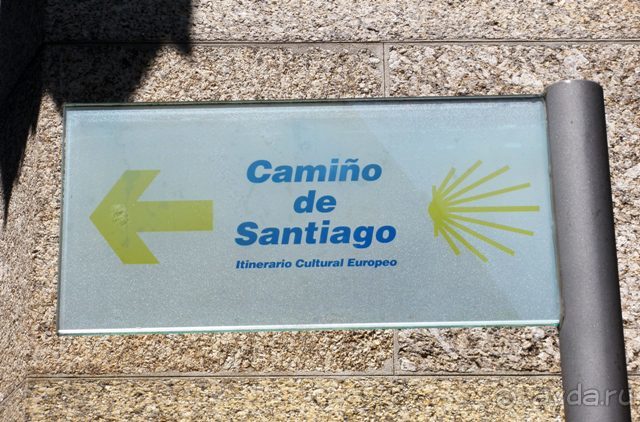 Camiño
de
Santiago
Itinerario Cultural Europeo